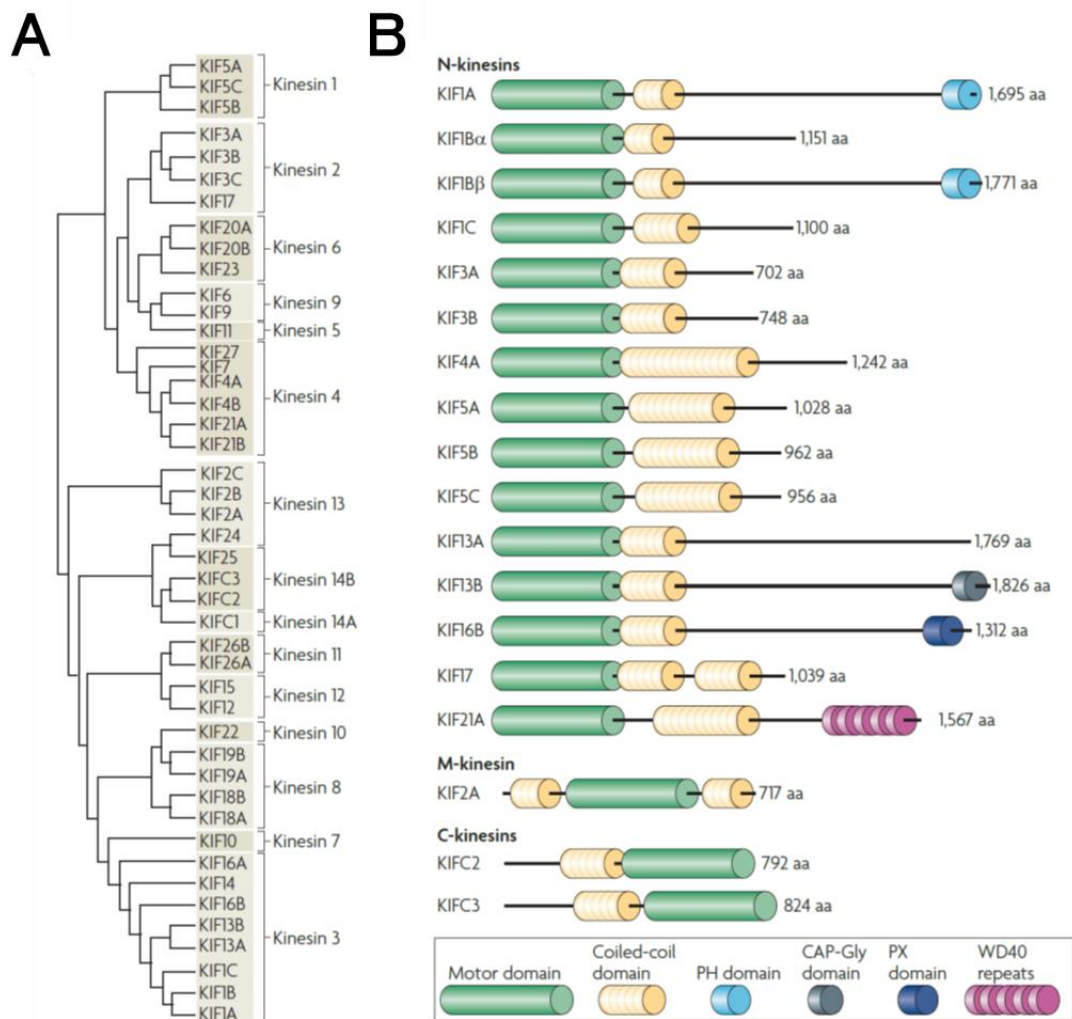 A
KIF5A
KIF5C
KIF5B
Kinesin 1
KIF3A
KIF3B
KIF3C
KIF17
Kinesin 2
KIF20A
KIF20B
KIF23
Kinesin 6
KIF6
KIF9
Kinesin 9
KIF11
Kinesin 5
KIF27
KIF7
KIF4A
KIF4B
KIF21A
KIF21B
Kinesin 4
KIF2C
KIF2B
KIF2A
KIF24
Kinesin 13
KIF25
KIFC3
KIFC2
Kinesin 14B
KIFC1
Kinesin 14A
KIF26B
KIF26A
Kinesin 11
KIF15
KIF12
Kinesin 12
KIF22
Kinesin 10
KIF19B
KIF19A
KIF18B
KIF18A
Kinesin 8
KIF10
Kinesin 7
KIF16A
KIF14
KIF16B
KIF13B
KIF13A
KIF1C
KIF1B
KIF1A
Kinesin 3
B
N-kinesins
KIF1A 1,695 aa
KIF1Bα 1,151 aa
KIF1Bβ 1,771 aa
KIF1C 1,100 aa
KIF3A 702 aa
KIF3B 748 aa
KIF4A 1,242 aa
KIF5A 1,028 aa
KIF5B 962 aa
KIF5C 956 aa
KIF13A 1,769 aa
KIF13B 1,826 aa
KIF16B 1,312 aa
KIF17 1,039 aa
KIF21A 1,567 aa
M-kinesin
KIF2A 717 aa
C-kinesins
KIFC2 792 aa
KIFC3 824 aa
Motor domain
Coiled-coil
domain
PH domain
CAP-Gly
domain
PX
domain
WD40
repeats